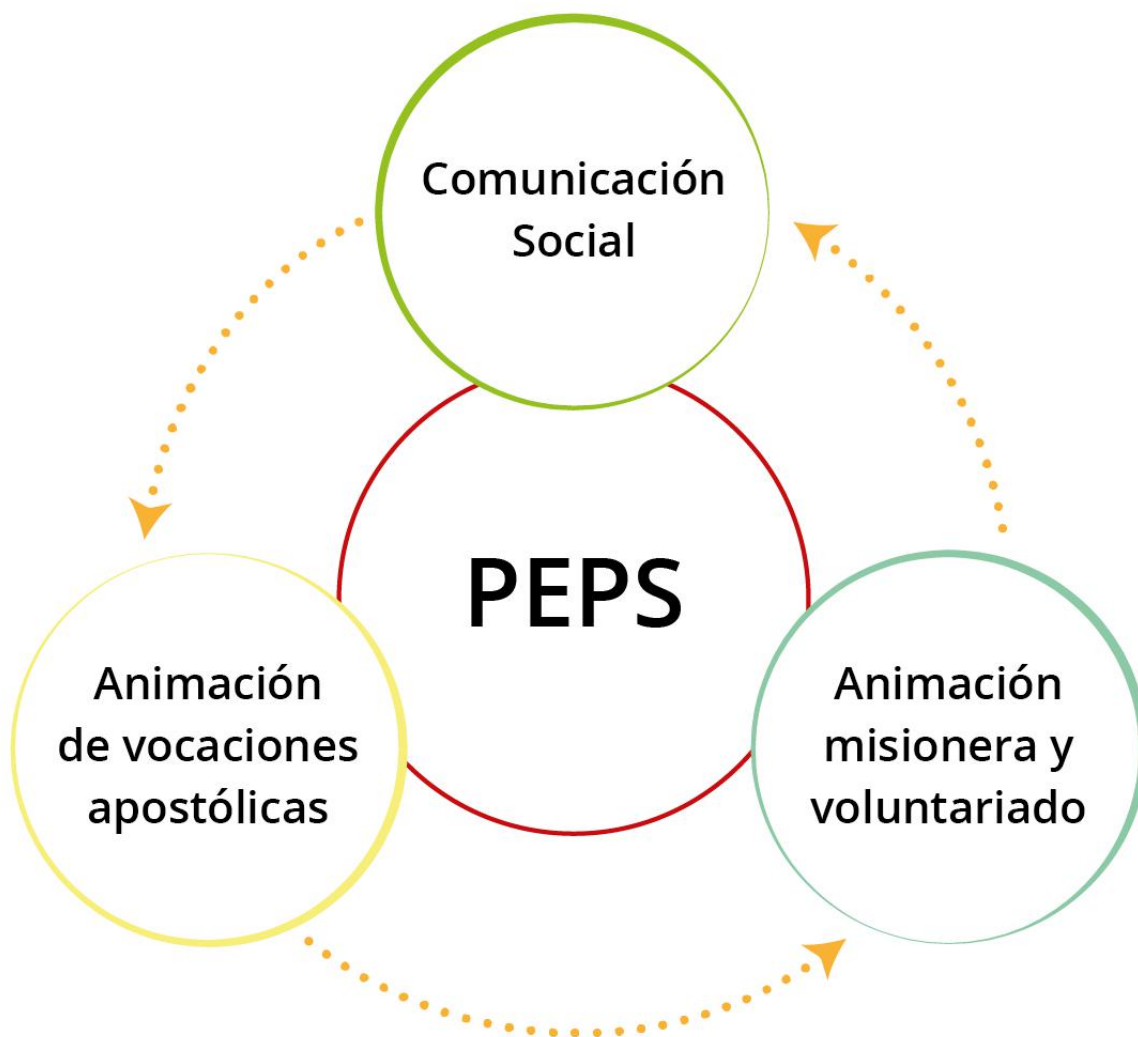 Comunicación
Social
PEPS
Animación
de vocaciones
apostólicas
Animación
misionera y
voluntariado